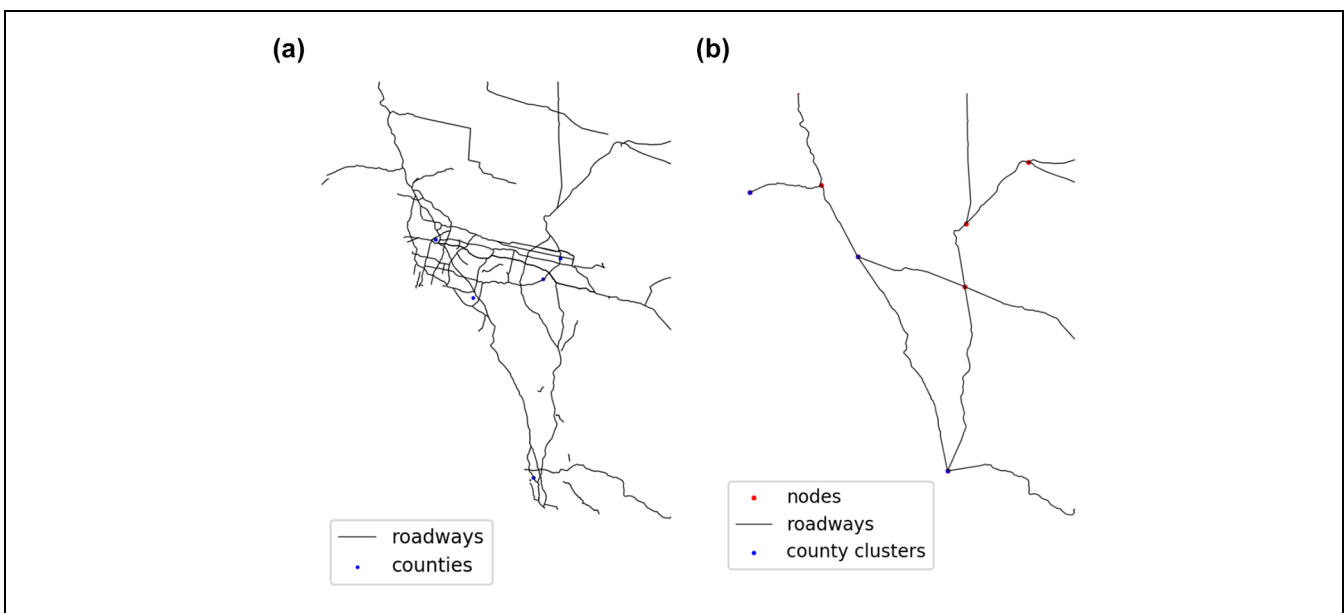 (a)
(b)
roadways
counties
nodes
roadways
county clusters